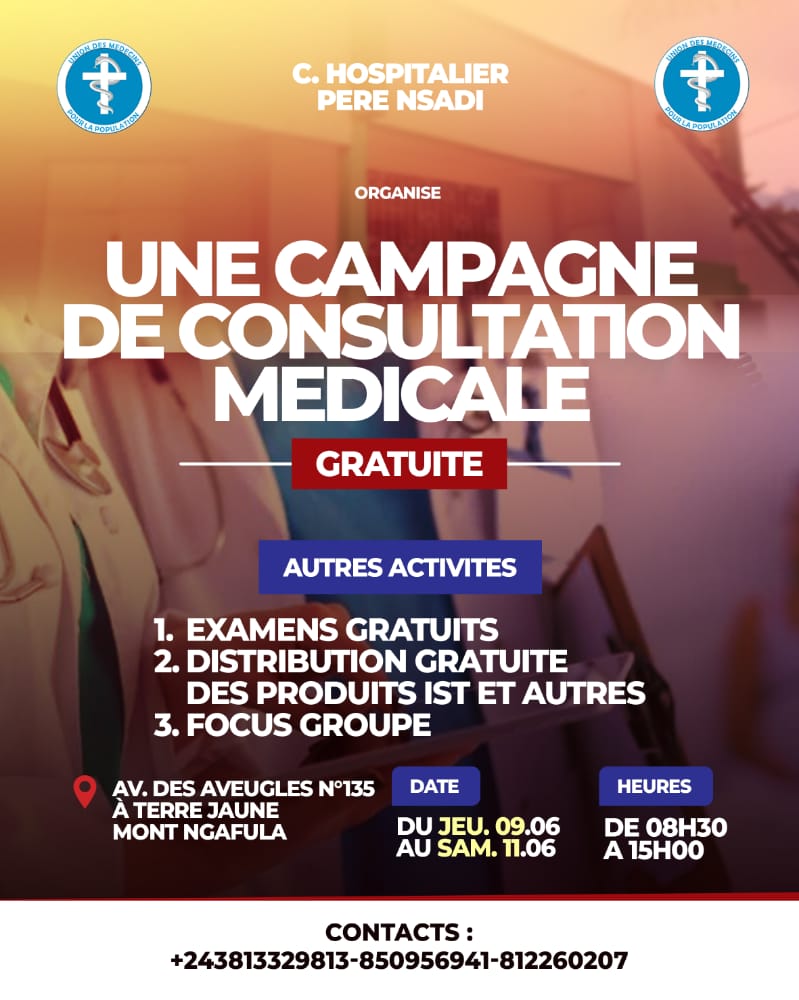 UNION DES MEDECINS
POUR LA POPULATION
C. HOSPITALIER
PERE NSADI
UNION DES MEDECINS
POUR LA POPULATION
ORGANISE
UNE CAMPAGNE
DE CONSULTATION
MEDICALE
GRATUITE
AUTRES ACTIVITES
1. EXAMENS GRATUITS
2. DISTRIBUTION GRATUITE
DES PRODUITS IST ET AUTRES
3. FOCUS GROUPE
AV. DES AVEUGLES N°135
À TERRE JAUNE
MONT NGAFULA
DATE
DU JEU. 09.06
AU SAM. 11.06
HEURES
DE 08H30
A 15H00
CONTACTS :
+243813329813-850956941-812260207